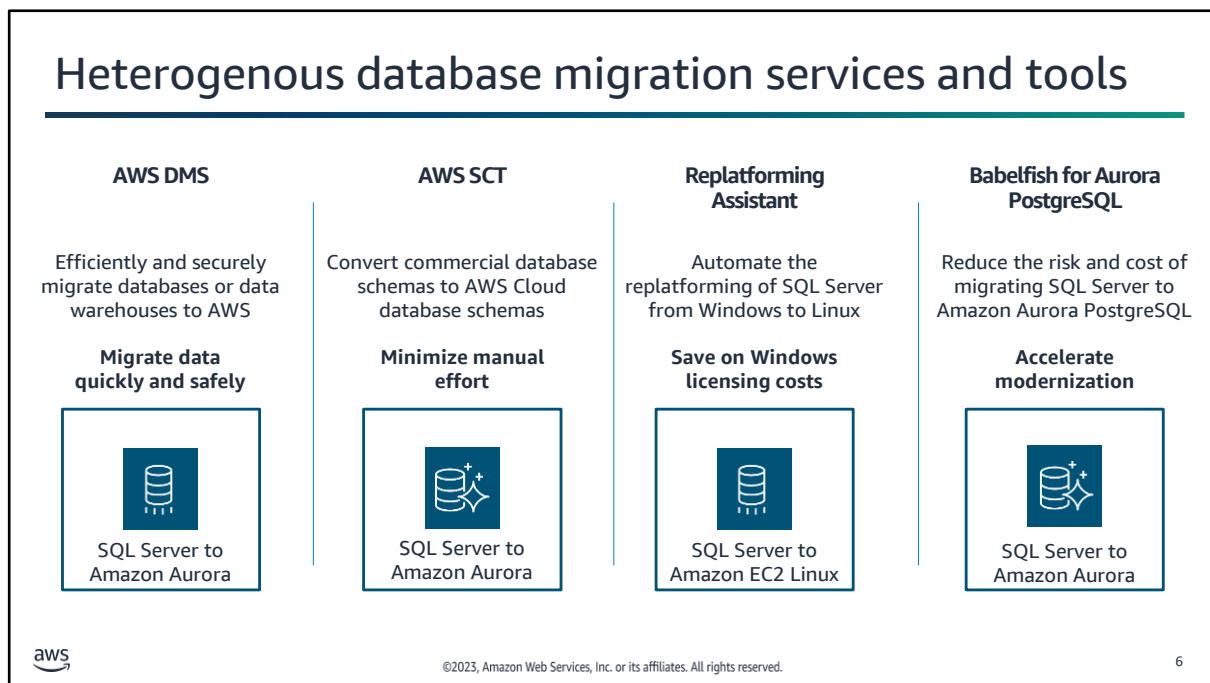 Heterogenous database migration services and tools
AWS DMS
Efficiently and securely
migrate databases or data
warehouses to AWS
Migrate data
quickly and safely
SQL Server to
Amazon Aurora
AWS SCT
Convert commercial database
schemas to AWS Cloud
database schemas
Minimize manual
effort
SQL Server to
Amazon Aurora
Replatforming
Assistant
Automate the
replatforming of SQL Server
from Windows to Linux
Save on Windows
licensing costs
SQL Server to
Amazon EC2 Linux
Babelfish for Aurora
PostgreSQL
Reduce the risk and cost of
migrating SQL Server to
Amazon Aurora PostgreSQL
Accelerate
modernization
SQL Server to
Amazon Aurora
aws
©2023, Amazon Web Services, Inc. or its affiliates. All rights reserved.
6